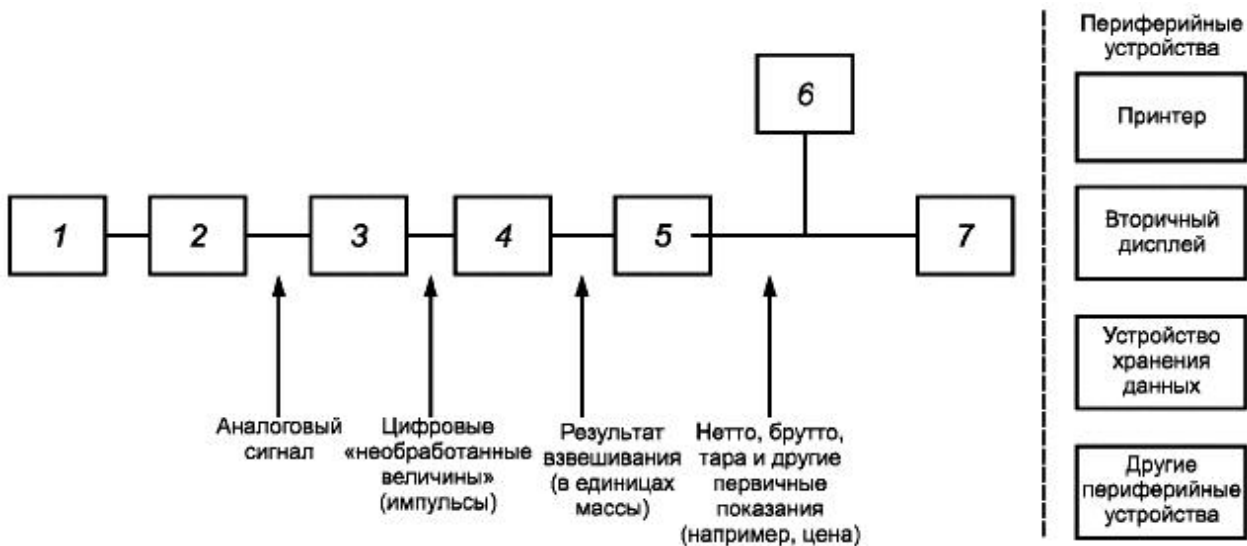 Периферийные
устройства
6
Принтер
1
2
3
4
5
7
Вторичный
дисплей
Устройство
хранения
данных
Аналоговый
сигнал
Цифровые
«необработанные
величины»
(импульсы)
Результат
взвешивания
(в единицах
массы)
Нетто, брутто,
тара и другие
первичные
показания
(например, цена)
Другие
периферийные
устройства